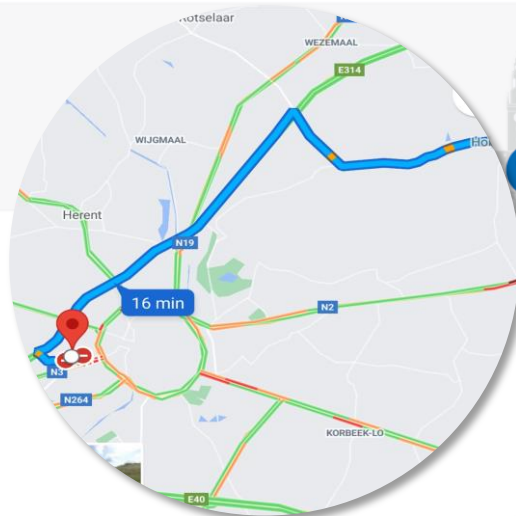 Rotselaar
WEZEMAAL
E314
WIJGMAAL
Herent
N19
16 min
N2
N3
N264
KORBEEK-LO
E40